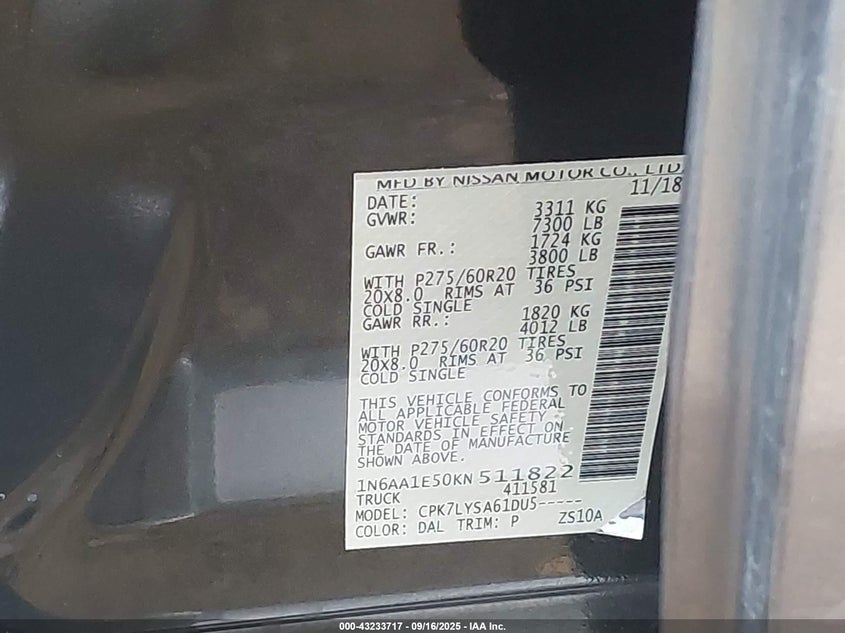 MFD BY NISSAN MOTOR CO., LTD.
DATE: 11/18
GVWR: 3311 KG
7300 LB
GAWR FR.: 1724 KG
3800 LB
WITH P275/60R20 TIRES
20X8.0 RIMS AT 36 PSI
COLD SINGLE
GAWR RR.: 1820 KG
4012 LB
WITH P275/60R20 TIRES
20X8.0 RIMS AT 36 PSI
COLD SINGLE
THIS VEHICLE CONFORMS TO
ALL APPLICABLE FEDERAL
MOTOR VEHICLE SAFETY
STANDARDS IN EFFECT ON
THE DATE OF MANUFACTURE
SHOWN ABOVE.
1N6AA1E50KN511822
TRUCK 411581
MODEL: CPK7LYSA61DU5-----
COLOR: DAL TRIM: P ZS10A
000-43233717 - 09/16/2025 - IAA Inc.